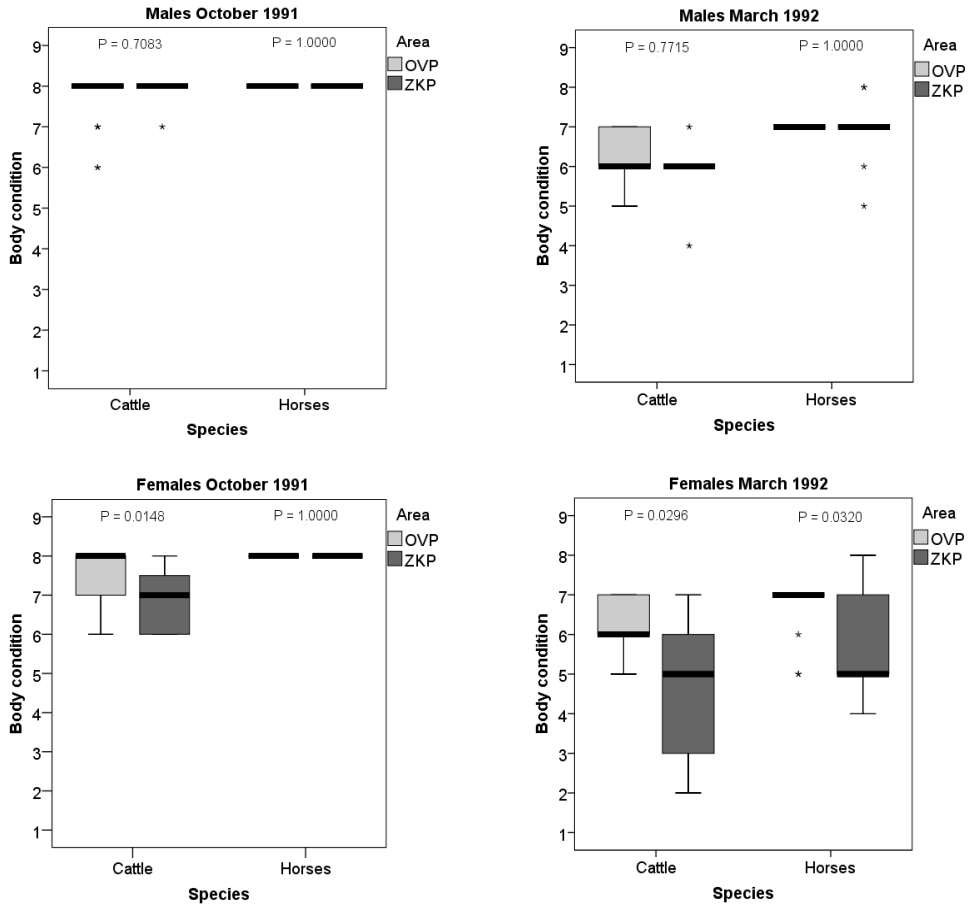 Males October 1991
P = 0.7083 P = 1.0000
Area
OVP
ZKP
9
8
7
6
5
4
3
2
1
Body condition
Cattle Horses
Species
Males March 1992
P = 0.7715 P = 1.0000
Area
OVP
ZKP
9
8
7
6
5
4
3
2
1
Body condition
Cattle Horses
Species
Females October 1991
P = 0.0148 P = 1.0000
Area
OVP
ZKP
9
8
7
6
5
4
3
2
1
Body condition
Cattle Horses
Species
Females March 1992
P = 0.0296 P = 0.0320
Area
OVP
ZKP
9
8
7
6
5
4
3
2
1
Body condition
Cattle Horses
Species